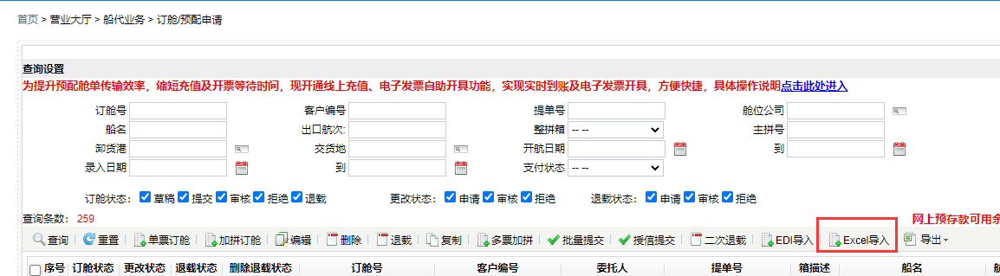 首页 > 营业大厅 > 船代业务 > 订舱/预配申请
查询设置
为提升预配舱单传输效率，缩短充值及开票等待时间，现开通线上充值、电子发票自助开具功能，实现实时到账及电子发票开具，方便快捷，具体操作说明点击此处进入
订舱号 客户编号 提单号 舱位公司
船名 出口航次: 整拼箱 -- -- 主拼号
卸货港 交货地 开航日期 到
录入日期 到 支付状态 -- --
订舱状态： 草稿 提交 审核 拒绝 退载 更改状态： 申请 审核 拒绝 退载状态： 申请 审核 拒绝
查询条数： 259 网上预存款可用余
查询 重置 单票订舱 加拼订舱 编辑 删除 退载 复制 多票加拼 批量提交 授信提交 二次退载 EDI导入 Excel导入 导出
序号 订舱状态 更改状态 退载状态 删除退载状态 订舱号 客户编号 委托人 提单号 箱描述 船名